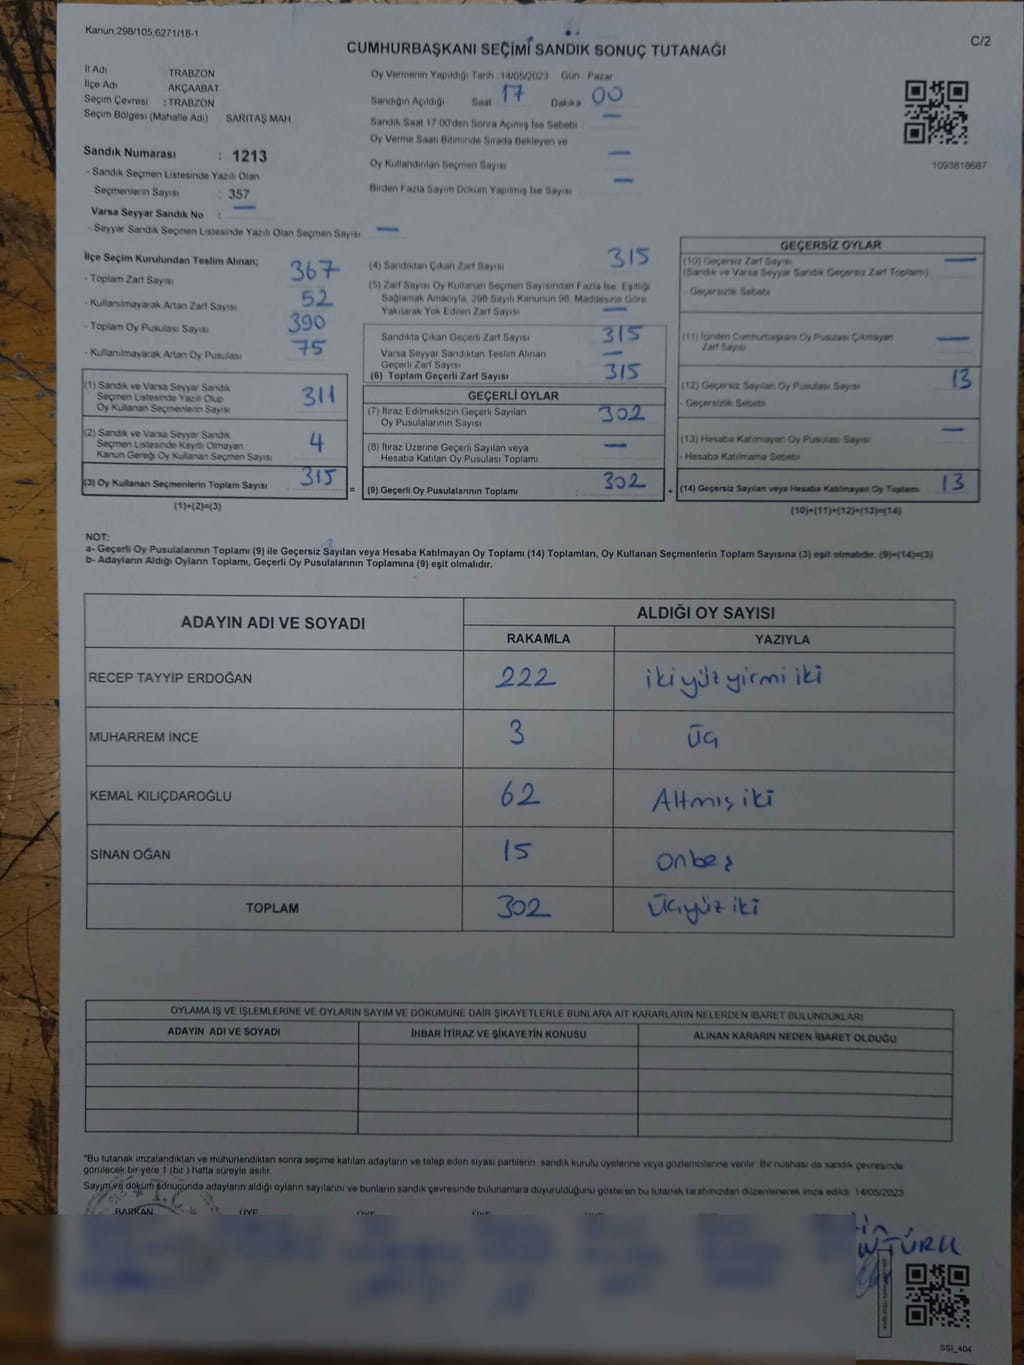 Kanun;298/105,6271/18-1
C/2
CUMHURBAŞKANI SEÇİMİ SANDIK SONUÇ TUTANAĞI
İl Adı TRABZON
İlçe Adı AKÇAABAT
Seçim Çevresi : TRABZON
Seçim Bölgesi (Mahalle Adı) SARITAŞ MAH
Oy Vermenin Yapıldığı Tarih 14/05/2023 Gün Pazar
Sandığın Açıldığı Saat 17 Dakika 00
Sandık Saat 17.00'den Sonra Açımış İse Sebebi —
Oy Verme Saati Bitiminde Sırada Bekleyen ve
Oy Kullandırılan Seçmen Sayısı —
Birden Fazla Sayım Döküm Yapılmış İse Sayısı —
1093818687
Sandık Numarası : 1213
- Sandık Seçmen Listesinde Yazılı Olan
Seçmenlerin Sayısı : 357
Varsa Seyyar Sandık No : —
- Seyyar Sandık Seçmen Listesinde Yazılı Olan Seçmen Sayısı —
İlçe Seçim Kurulundan Teslim Alınan;
- Toplam Zarf Sayısı 367
- Kullanılmayarak Artan Zarf Sayısı 52
- Toplam Oy Pusulası Sayısı 390
- Kullanılmayarak Artan Oy Pusulası 75
(1) Sandık ve Varsa Seyyar Sandık
Seçmen Listesinde Yazılı Olup
Oy Kullanan Seçmenlerin Sayısı 311
(2) Sandık ve Varsa Seyyar Sandık
Seçmen Listesinde Kayıtlı Olmayan
Kanun Gereği Oy Kullanan Seçmen Sayısı 4
(3) Oy Kullanan Seçmenlerin Toplam Sayısı 315 =
(1)+(2)=(3)
(4) Sandıktan Çıkan Zarf Sayısı 315
(5) Zarf Sayısı Oy Kullanan Seçmen Sayısından Fazla İse, Eşitliği
Sağlamak Amacıyla, 298 Sayılı Kanunun 98. Maddesine Göre
Yakılarak Yok Edilen Zarf Sayısı —
Sandıkta Çıkan Geçerli Zarf Sayısı 315
Varsa Seyyar Sandıktan Teslim Alınan
Geçerli Zarf Sayısı —
(6) Toplam Geçerli Zarf Sayısı 315
GEÇERLİ OYLAR
(7) İtiraz Edilmeksizin Geçerli Sayılan
Oy Pusulalarının Sayısı 302
(8) İtiraz Üzerine Geçerli Sayılan veya
Hesaba Katılan Oy Pusulası Toplamı —
(9) Geçerli Oy Pusulalarının Toplamı : 302 +
GEÇERSİZ OYLAR
(10) Geçersiz Zarf Sayısı —
(Sandık ve Varsa Seyyar Sandık Geçersiz Zarf Toplamı)
- Geçersizlik Sebebi
(11) İçinden Cumhurbaşkanı Oy Pusulası Çıkmayan
Zarf Sayısı —
(12) Geçersiz Sayılan Oy Pusulası Sayısı 13
- Geçersizlik Sebebi
(13) Hesaba Katılmayan Oy Pusulası Sayısı —
- Hesaba Katılmama Sebebi
(14) Geçersiz Sayılan veya Hesaba Katılmayan Oy Toplamı 13
(10)+(11)+(12)+(13)=(14)
NOT:
a- Geçerli Oy Pusulalarının Toplamı (9) ile Geçersiz Sayılan veya Hesaba Katılmayan Oy Toplamı (14) Toplamları, Oy Kullanan Seçmenlerin Toplam Sayısına (3) eşit olmalıdır. (9)+(14)=(3)
b- Adayların Aldığı Oyların Toplamı, Geçerli Oy Pusulalarının Toplamına (9) eşit olmalıdır.
ADAYIN ADI VE SOYADI ALDIĞI OY SAYISI
RAKAMLA YAZIYLA
RECEP TAYYİP ERDOĞAN 222 ikiyüzyirmi iki
MUHARREM İNCE 3 üç
KEMAL KILIÇDAROĞLU 62 Altmış iki
SİNAN OĞAN 15 onbeş
TOPLAM 302 Üçyüz iki
OYLAMA İŞ VE İŞLEMLERİNE VE OYLARIN SAYIM VE DÖKÜMÜNE DAİR ŞİKAYETLERLE BUNLARA AİT KARARLARIN NELERDEN İBARET BULUNDUKLARI
ADAYIN ADI VE SOYADI İHBAR İTİRAZ VE ŞİKAYETİN KONUSU ALINAN KARARIN NEDEN İBARET OLDUĞU
*Bu tutanak imzalandıktan ve mühürlendikten sonra seçime katılan adayların ve talep eden siyasi partilerin sandık kurulu üyelerine veya gözlemcilerine verilir. Bir nüshası da sandık çevresinde
görülecek bir yere 1 (bir ) hafta süreyle asılır.
Sayım ve döküm sonucunda adayların aldığı oyların sayılarını ve bunların sandık çevresinde bulunanlara duyurulduğunu gösteren bu tutanak tarafımızdan düzenlenerek imza edildi. 14/05/2023
T.C.
BAŞKAN ÜYE ÜYE ÜYE ÜYE ÜYE
TÜRK
SSI_404